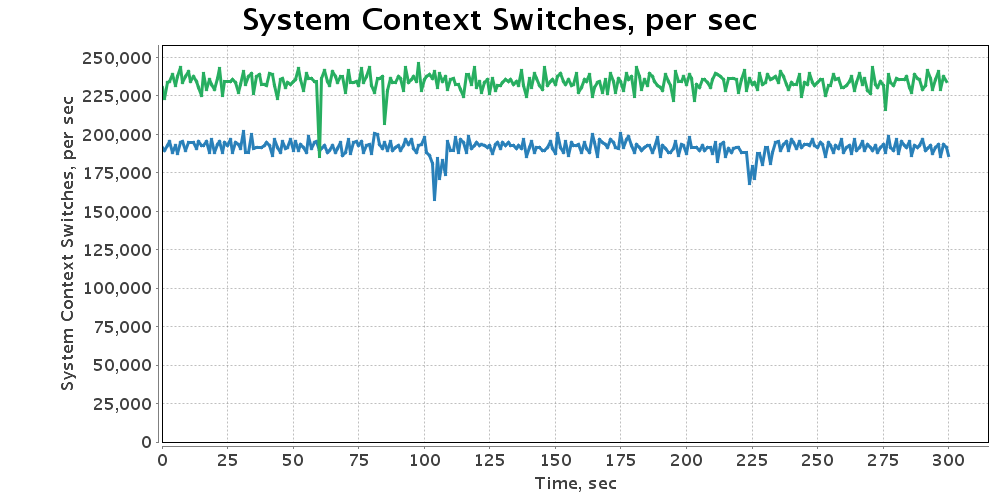 System Context Switches, per sec
System Context Switches, per sec
250,000
225,000
200,000
175,000
150,000
125,000
100,000
75,000
50,000
25,000
0
0 25 50 75 100 125 150 175 200 225 250 275 300
Time, sec